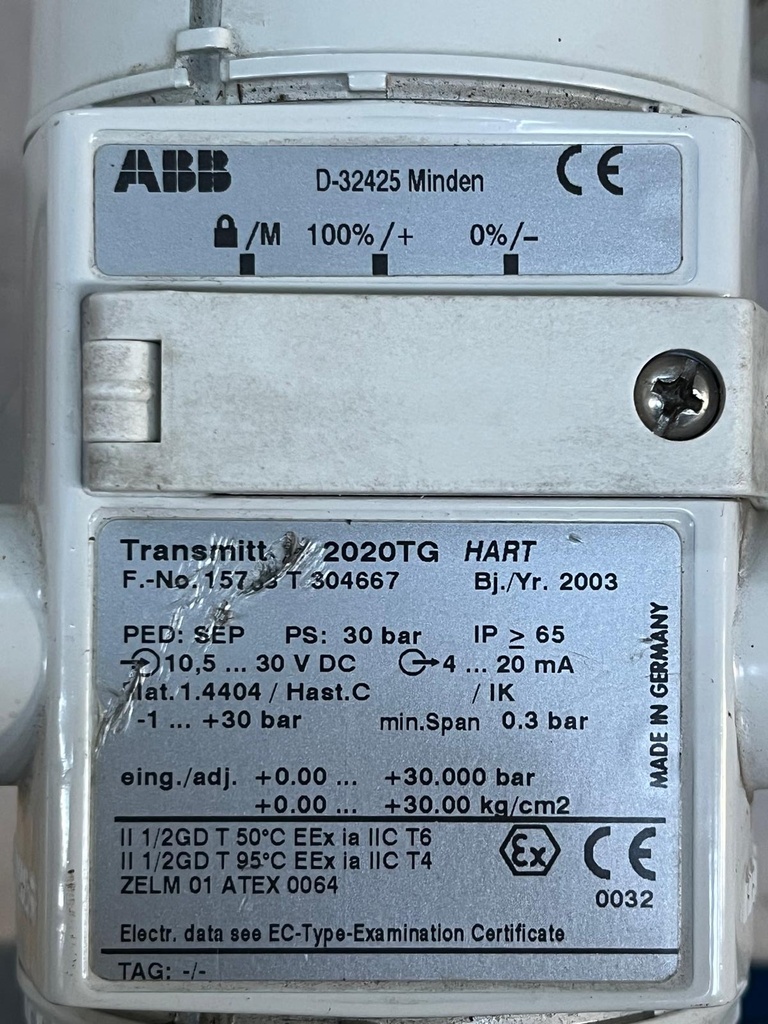 ABB D-32425 Minden CE
/M 100%/+ 0%/-
Transmitt 2020TG HART
F.-No. T 304667 Bj./Yr. 2003
PED: SEP PS: 30 bar IP ≥ 65
10,5 ... 30 V DC 4 ... 20 mA
1.4404 / Hast.C / IK
-1 ... +30 bar min.Span 0.3 bar
eing./adj. +0.00 ... +30.000 bar
+0.00 ... +30.00 kg/cm2
MADE IN GERMANY
II 1/2GD T 50°C EEx ia IIC T6
II 1/2GD T 95°C EEx ia IIC T4
ZELM 01 ATEX 0064
Ex CE
0032
Electr. data see EC-Type-Examination Certificate
TAG: -/-